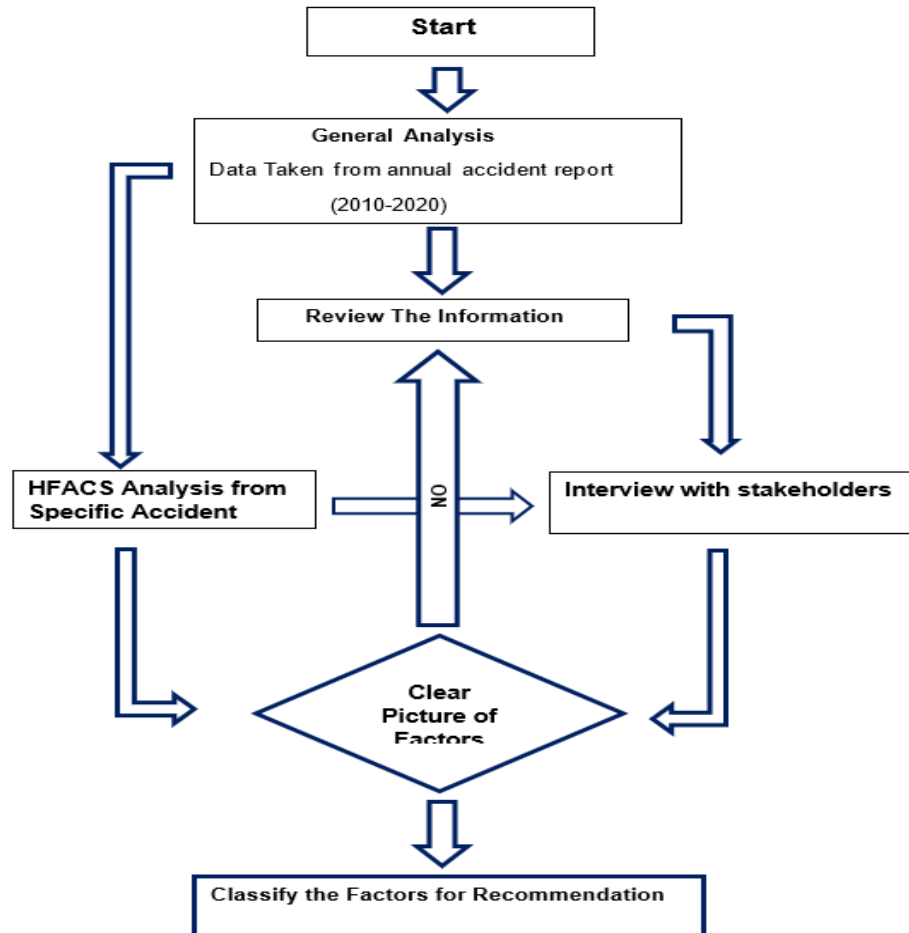 Start
General Analysis
Data Taken from annual accident report
(2010-2020)
Review The Information
HFACS Analysis from
Specific Accident
NO
Interview with stakeholders
Clear
Picture of
Factors
Classify the Factors for Recommendation